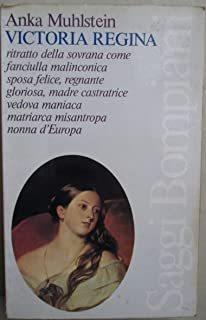 Anka Muhlstein
VICTORIA REGINA
ritratto della sovrana come
fanciulla malinconica
sposa felice, regnante
gloriosa, madre castratrice
vedova maniaca
matriarca misantropa
nonna d'Europa
Saggi Bompiani